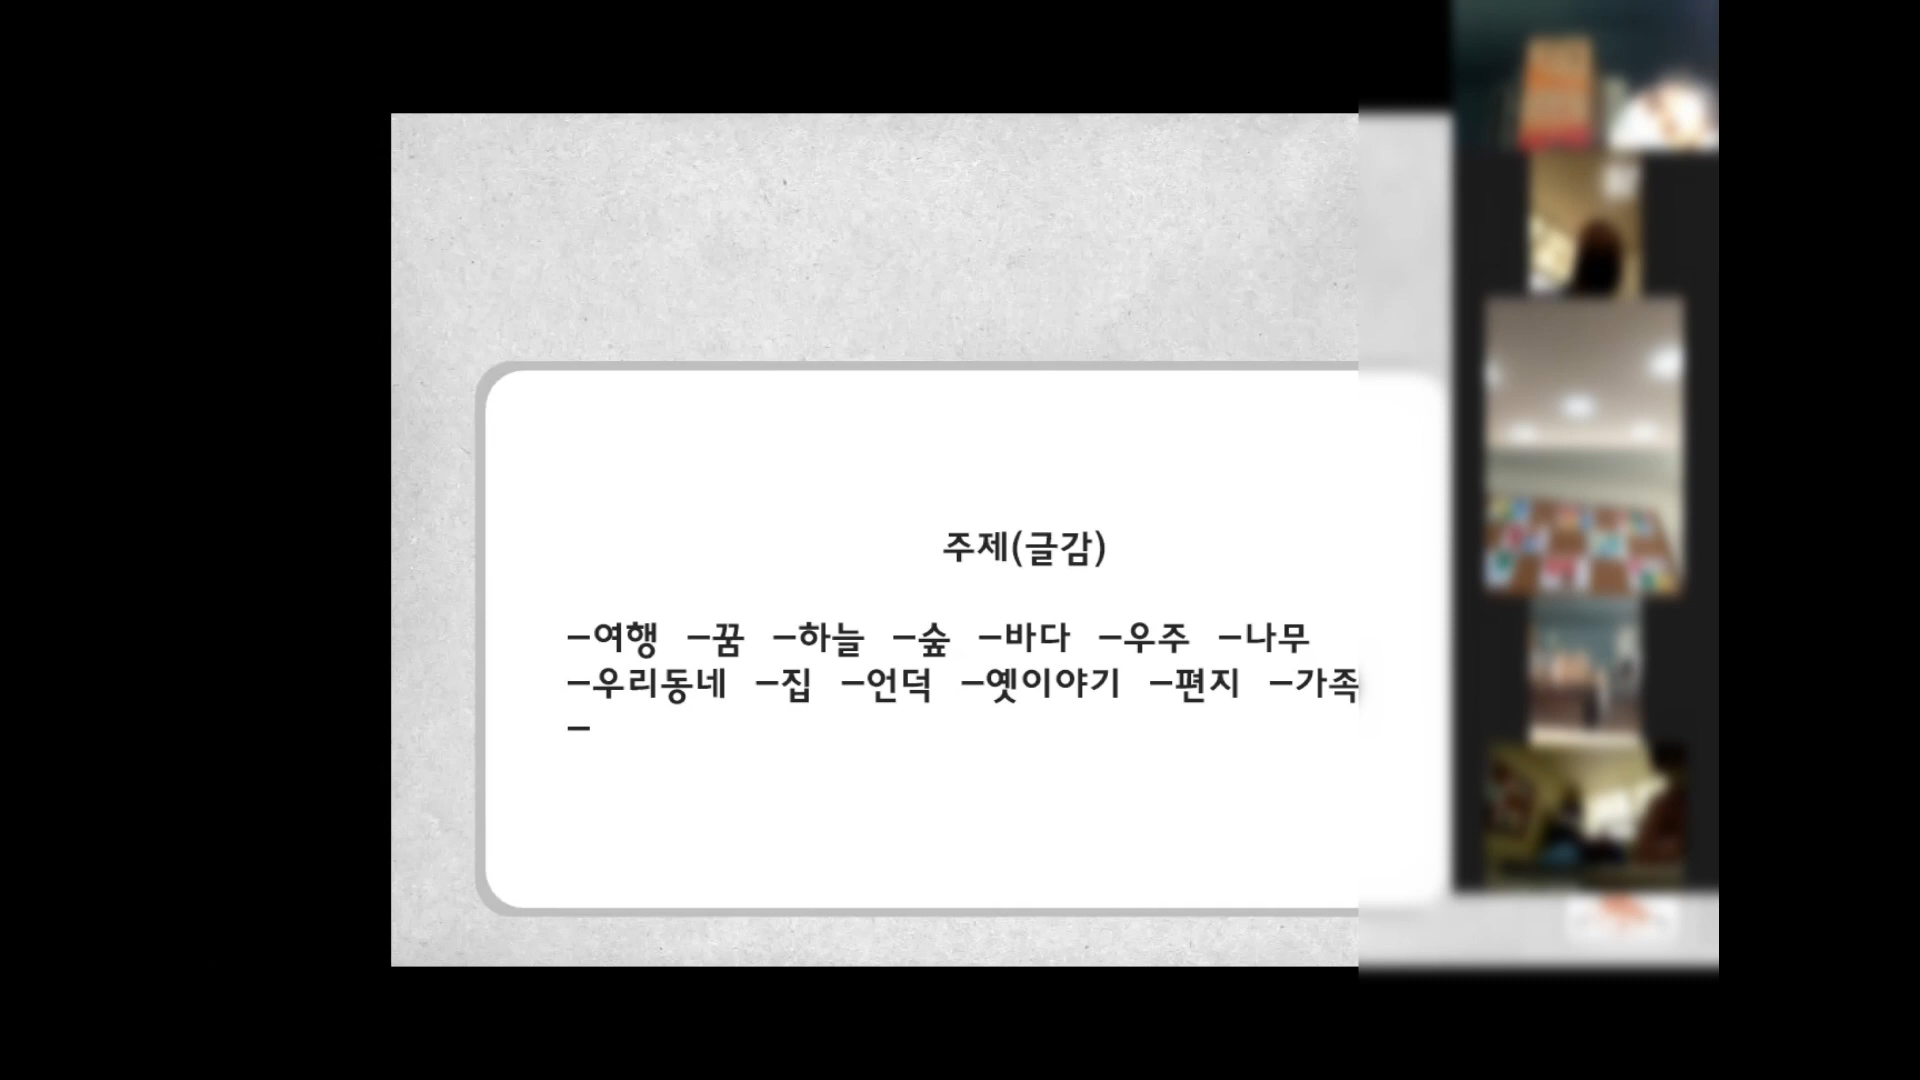 주제(글감)
–여행 –꿈 –하늘 –숲 –바다 –우주 –나무
–우리동네 –집 –언덕 –옛이야기 –편지 –가족
–